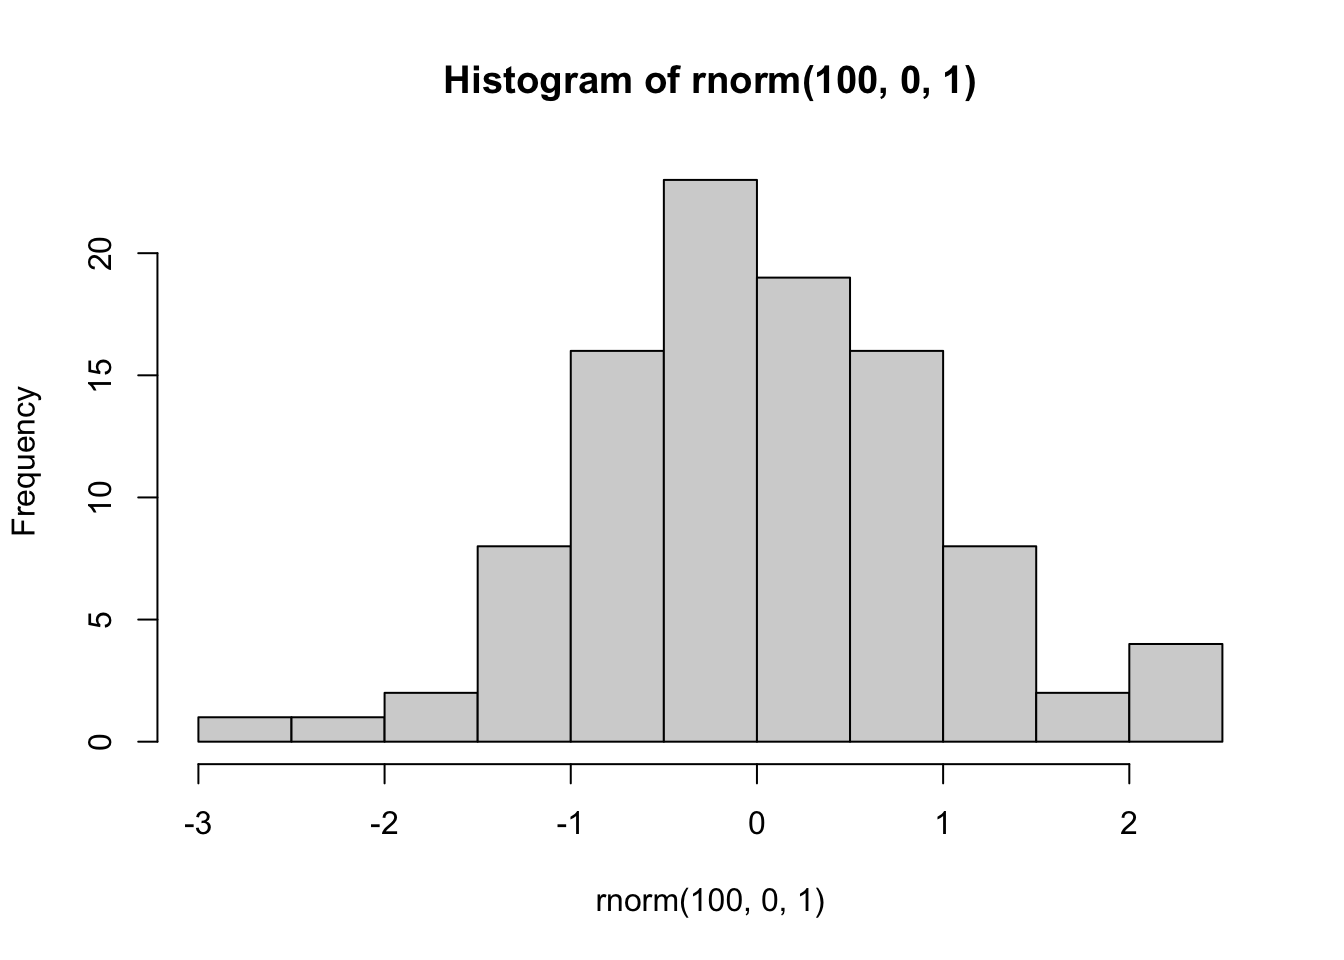 Histogram of rnorm(100, 0, 1)
Frequency
20
15
10
5
0
-3 -2 -1 0 1 2
rnorm(100, 0, 1)